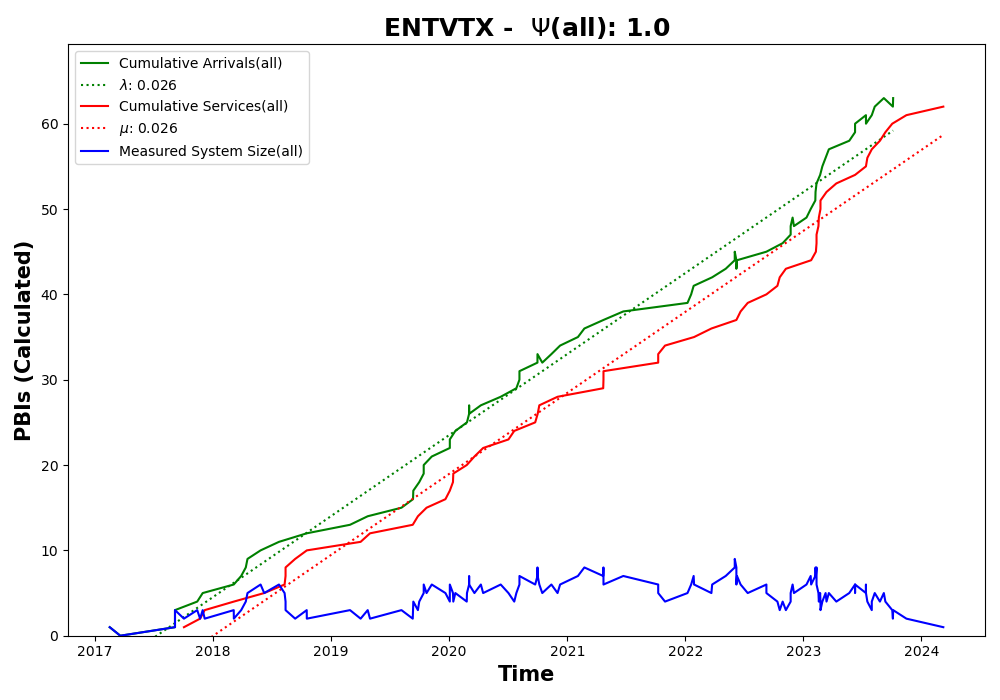 ENTVTX - Ψ(all): 1.0
Cumulative Arrivals(all)
λ: 0.026
Cumulative Services(all)
μ: 0.026
Measured System Size(all)
PBIs (Calculated)
60
50
40
30
20
10
0
2017 2018 2019 2020 2021 2022 2023 2024
Time